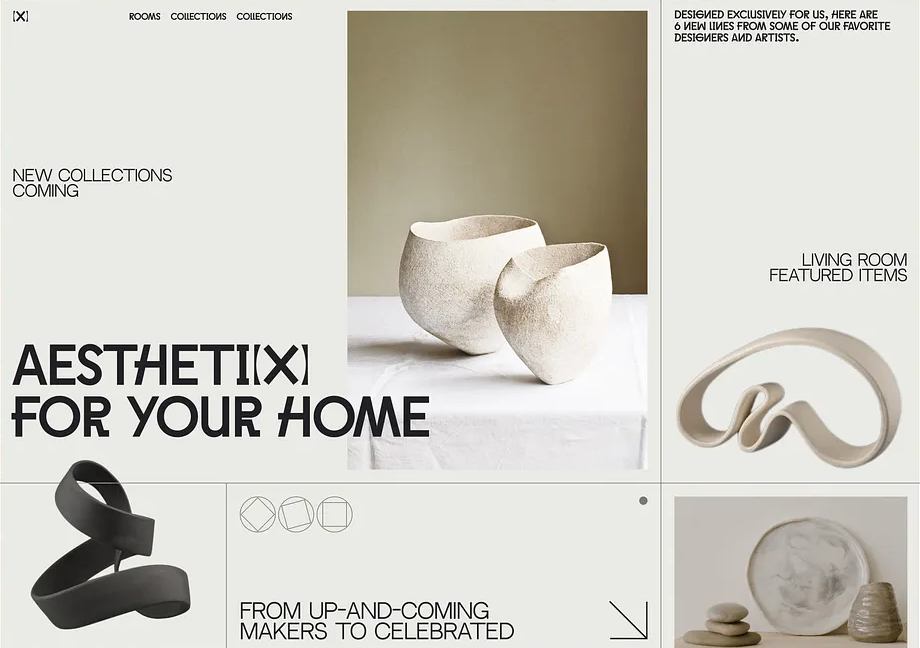 [X]
ROOMS COLLECTIONS COLLECTIONS
DESIGNED EXCLUSIVELY FOR US, HERE ARE
6 NEW LINES FROM SOME OF OUR FAVORITE
DESIGNERS AND ARTISTS.
NEW COLLECTIONS
COMING
LIVING ROOM
FEATURED ITEMS
AESTHETI[X]
FOR YOUR HOME
FROM UP-AND-COMING
MAKERS TO CELEBRATED